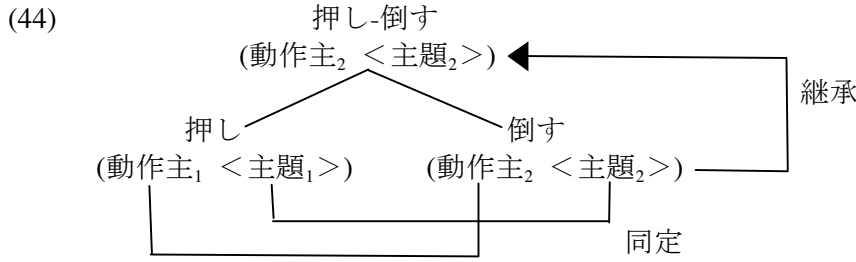 (44) 押し-倒す
(動作主₂ ＜主題₂＞)
継承
押し 倒す
(動作主₁ ＜主題₁＞) (動作主₂ ＜主題₂＞)
同定